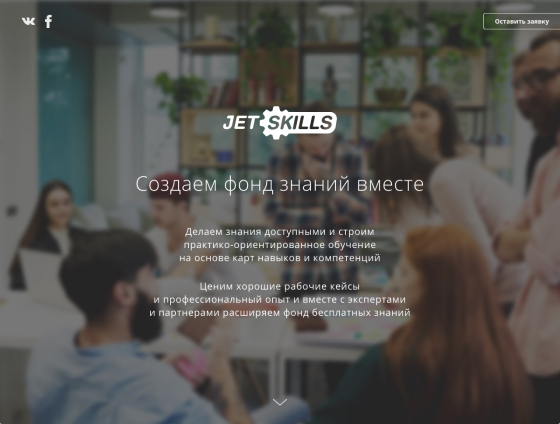 Оставить заявку
JET SKILLS
Создаем фонд знаний вместе
Делаем знания доступными и строим
практико-ориентированное обучение
на основе карт навыков и компетенций
Ценим хорошие рабочие кейсы
и профессиональный опыт и вместе с экспертами
и партнерами расширяем фонд бесплатных знаний